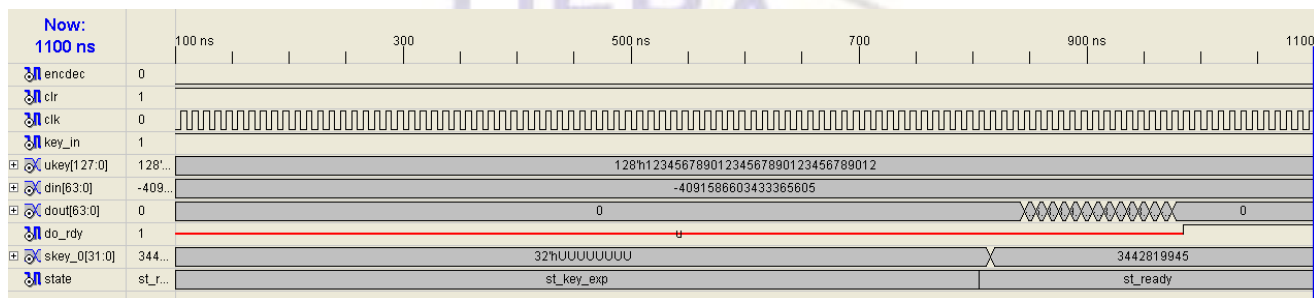 Now:
1100 ns
100 ns 300 500 ns 700 900 ns 1100
encdec 0
clr 1
clk 0
key_in 1
ukey[127:0] 128'... 128'h12345678901234567890123456789012
din[63:0] -409... -4091586603433365605
dout[63:0] 0 0 0
do_rdy 1 U
skey_0[31:0] 344... 32'hUUUUUUUU 3442819945
state st_r... st_key_exp st_ready